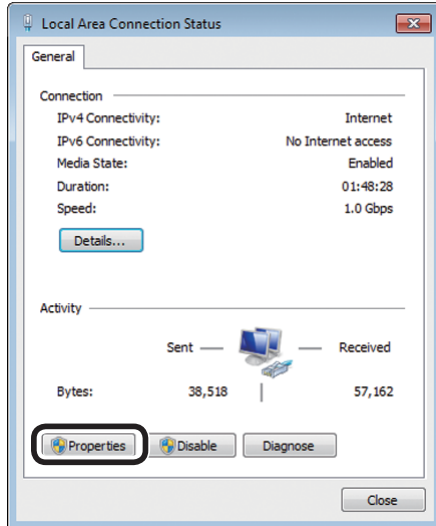 Local Area Connection Status
General
Connection
IPv4 Connectivity: Internet
IPv6 Connectivity: No Internet access
Media State: Enabled
Duration: 01:48:28
Speed: 1.0 Gbps
Details...
Activity
Sent Received
Bytes: 38,518 57,162
Properties Disable Diagnose
Close